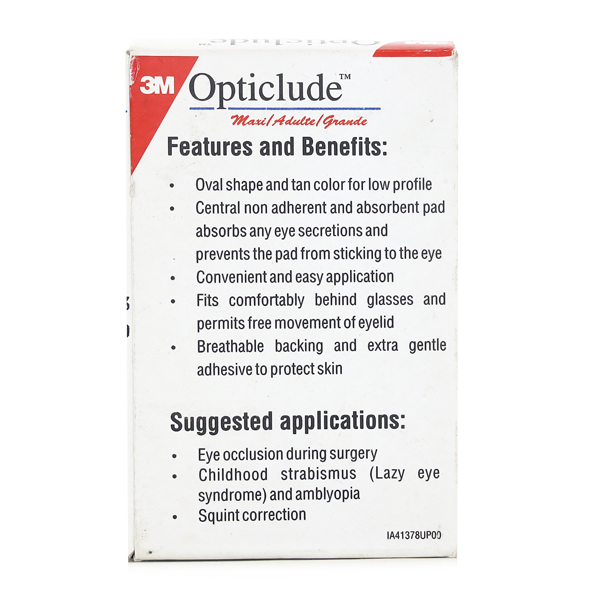 3M Opticlude™
Maxi/Adulte/Grande
Features and Benefits:
• Oval shape and tan color for low profile
• Central non adherent and absorbent pad
absorbs any eye secretions and
prevents the pad from sticking to the eye
• Convenient and easy application
• Fits comfortably behind glasses and
permits free movement of eyelid
• Breathable backing and extra gentle
adhesive to protect skin
Suggested applications:
• Eye occlusion during surgery
• Childhood strabismus (Lazy eye
syndrome) and amblyopia
• Squint correction
IA41378UP09